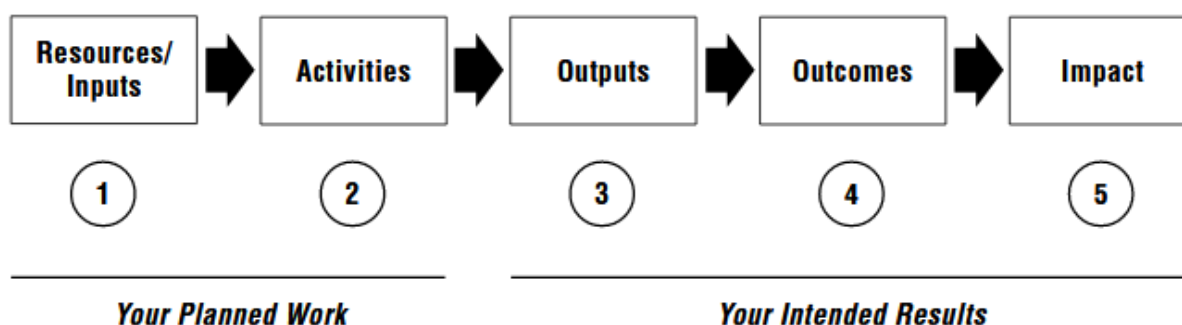 Resources/
Inputs
Activities
Outputs
Outcomes
Impact
1
2
3
4
5
Your Planned Work
Your Intended Results